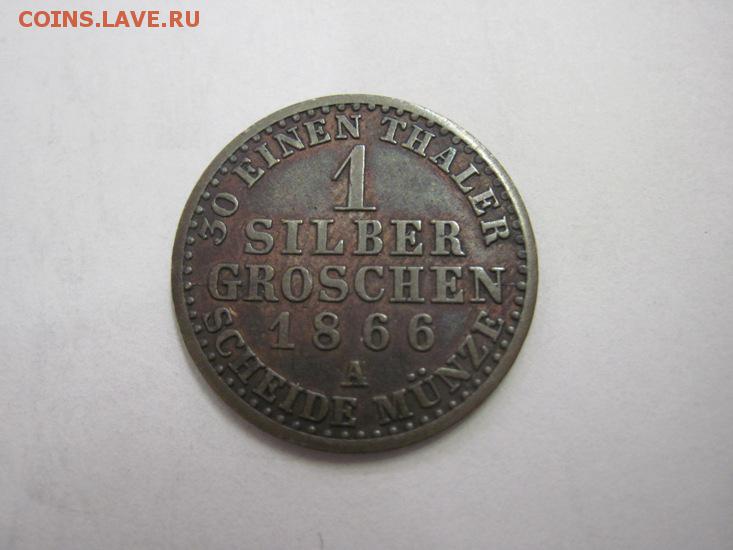 COINS.LAVE.RU
30 EINEN THALER
1
SILBER
GROSCHEN
1866
A
SCHEIDE MÜNZE